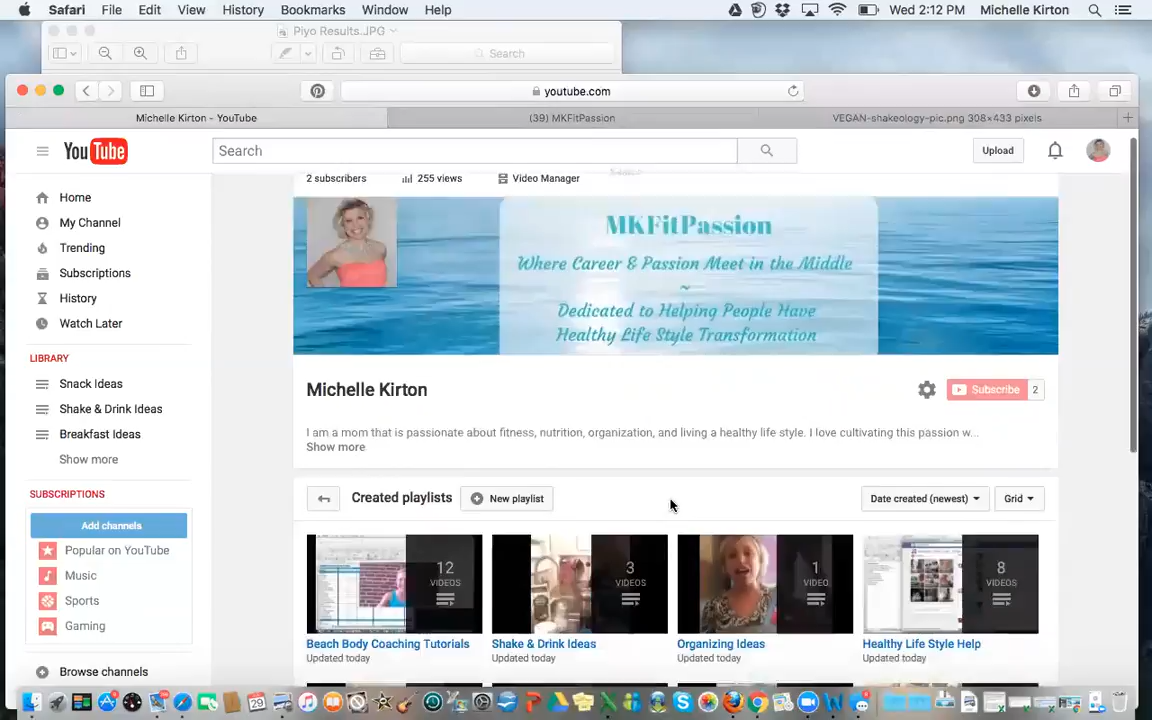 Safari File Edit View History Bookmarks Window Help Wed 2:12 PM Michelle Kirton
Piyo Results.JPG
Search
youtube.com
Michelle Kirton - YouTube (39) MKFitPassion VEGAN-shakeology-pic.png 308×433 pixels
YouTube Search Upload
2 subscribers 255 views Video Manager
Home
My Channel
Trending
Subscriptions
History
Watch Later
LIBRARY
Snack Ideas
Shake & Drink Ideas
Breakfast Ideas
Show more
SUBSCRIPTIONS
Add channels
Popular on YouTube
Music
Sports
Gaming
Browse channels
MKFitPassion
Where Career & Passion Meet in the Middle
~
Dedicated to Helping People Have
Healthy Life Style Transformation
Michelle Kirton Subscribe 2
I am a mom that is passionate about fitness, nutrition, organization, and living a healthy life style. I love cultivating this passion w...
Show more
Created playlists New playlist Date created (newest) Grid
12 VIDEOS
3 VIDEOS
1 VIDEO
8 VIDEOS
Beach Body Coaching Tutorials Shake & Drink Ideas Organizing Ideas Healthy Life Style Help
Updated today Updated today Updated today Updated today